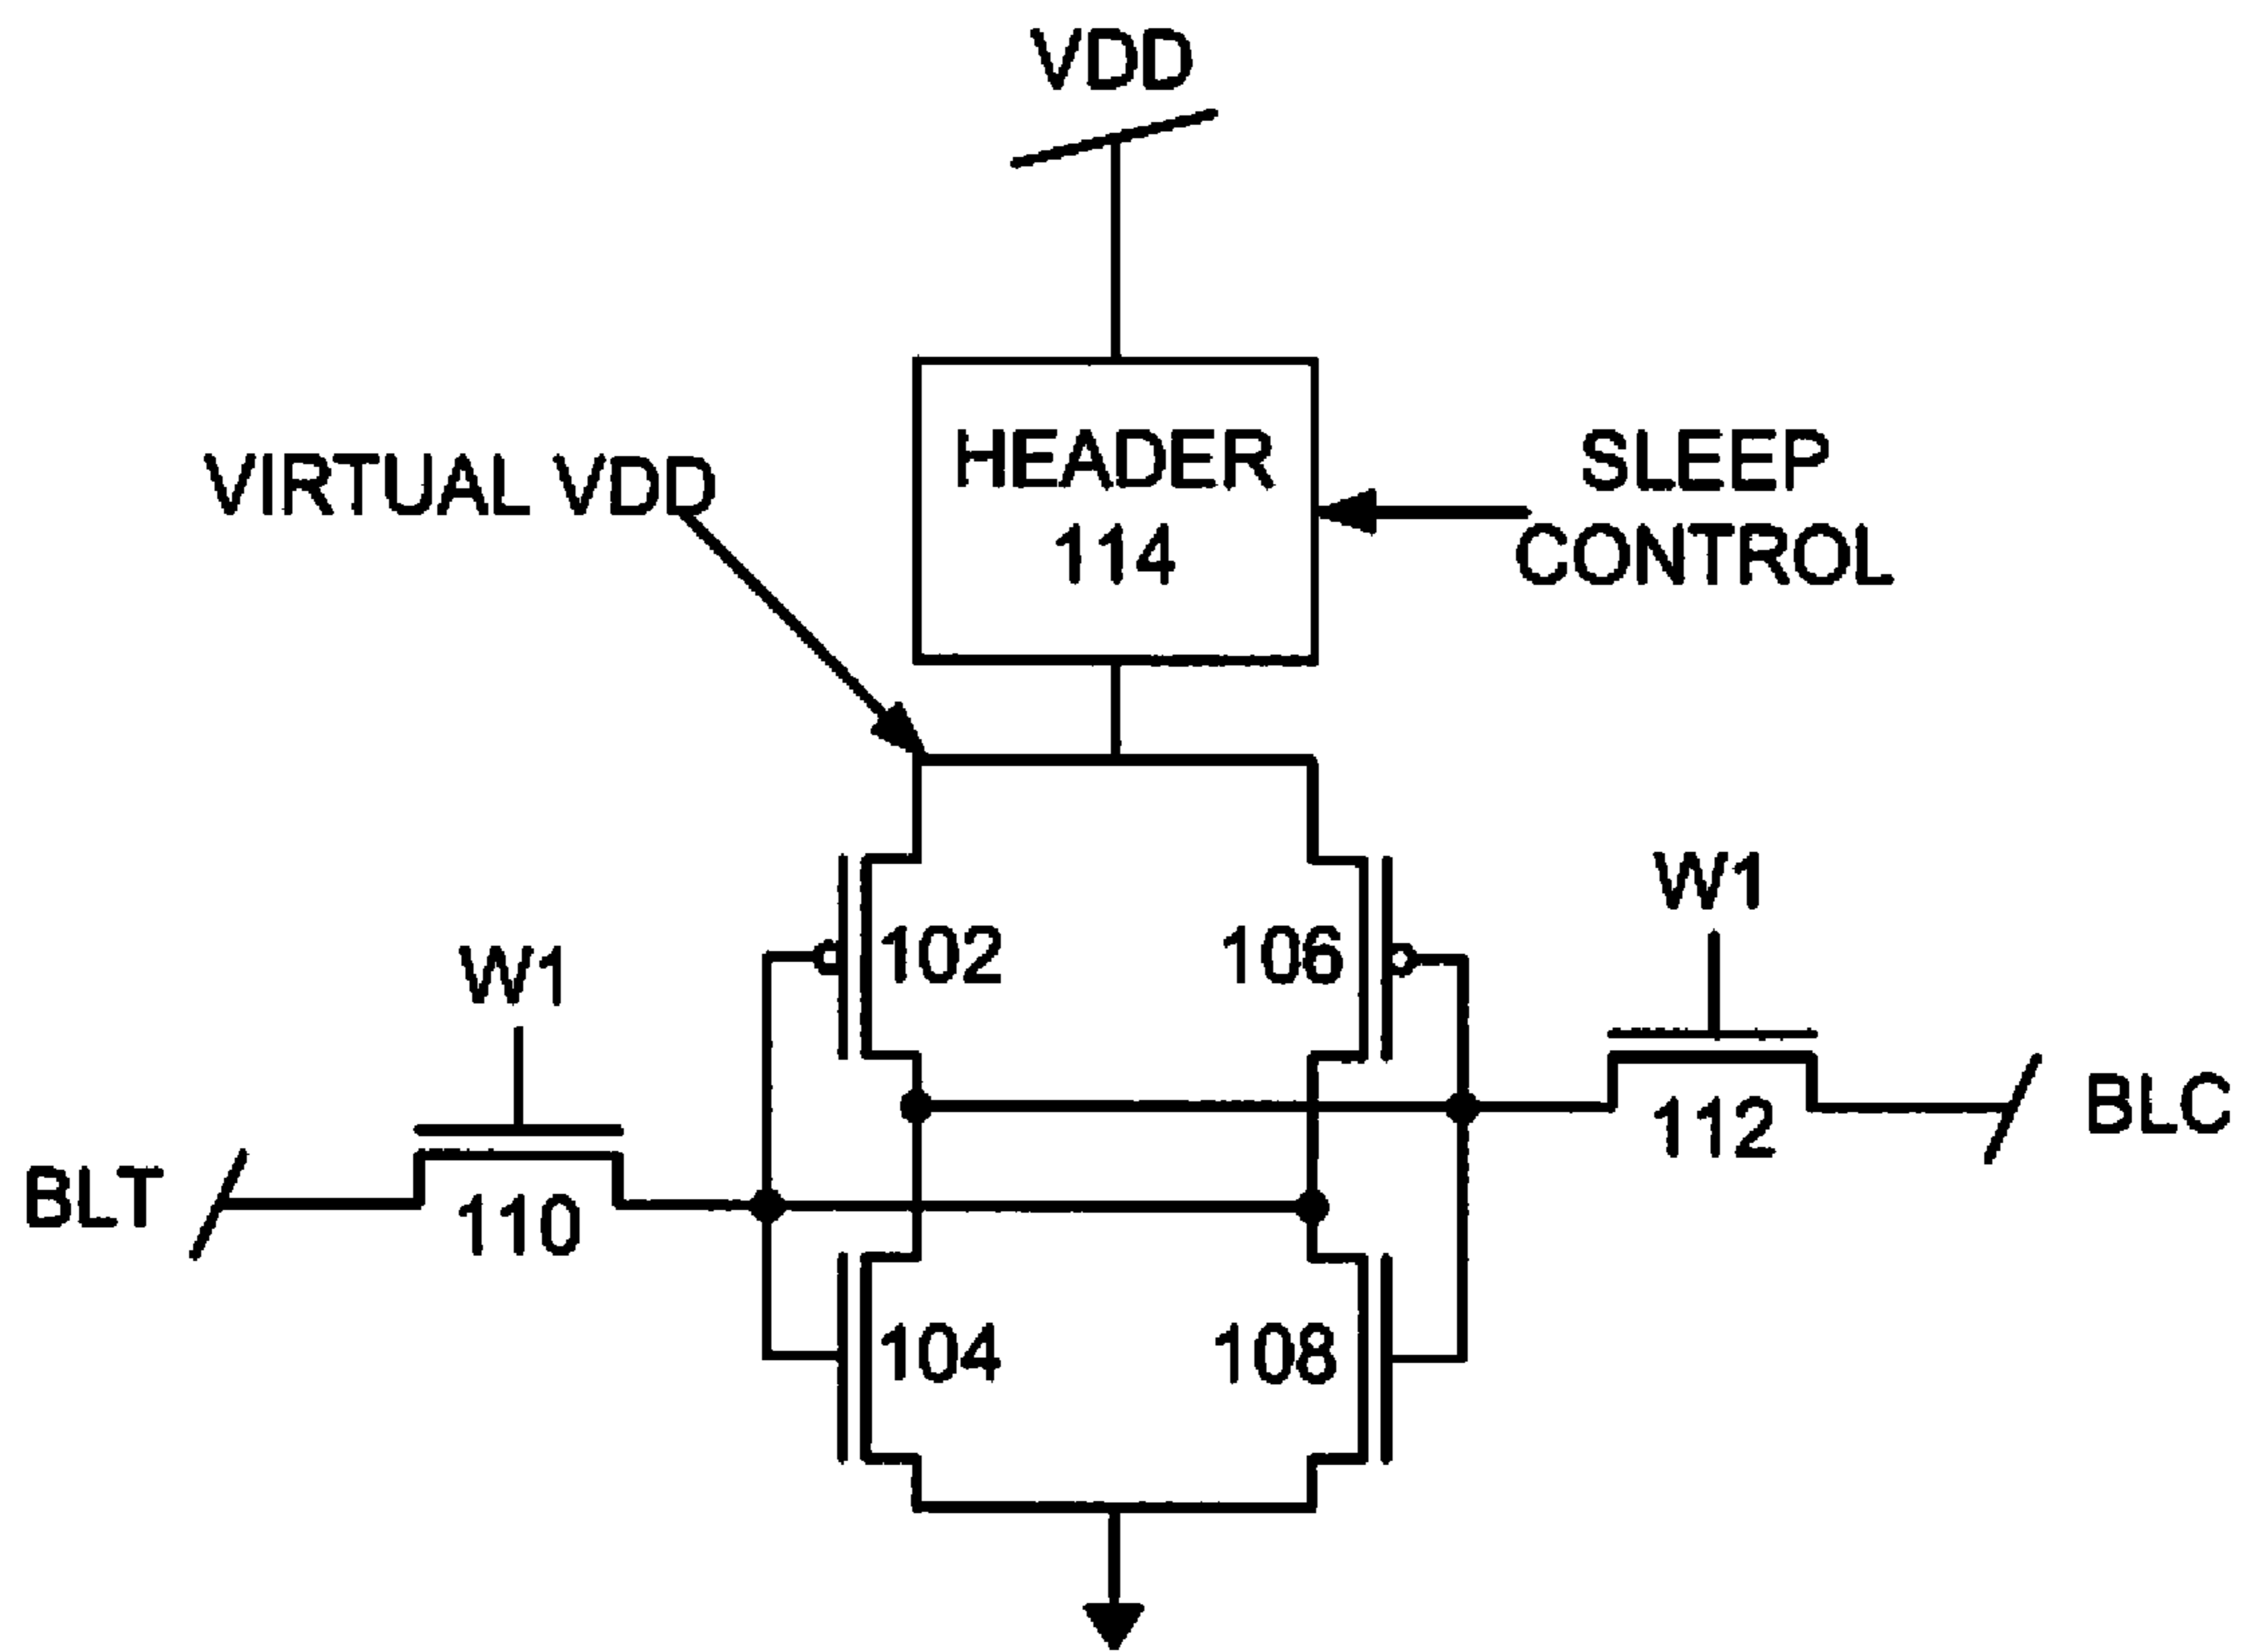 VDD
HEADER
114
SLEEP
CONTROL
VIRTUAL VDD
W1
102
106
W1
BLT
110
112
BLC
104
108